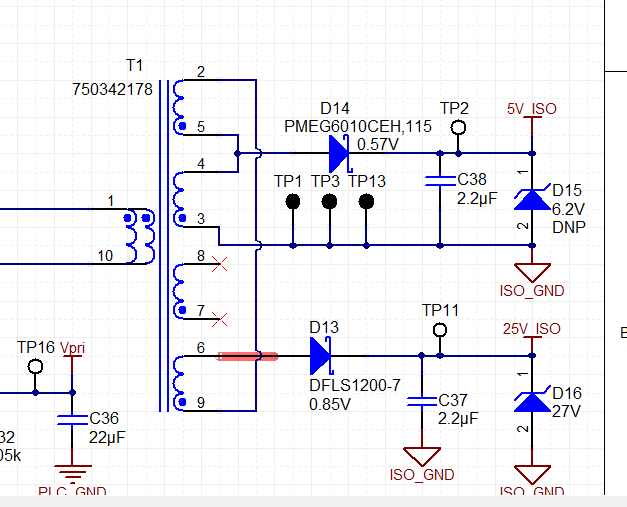 T1
750342178
2
5
4
3
8
7
6
9
1
10
D14
PMEG6010CEH,115
0.57V
TP2
5V_ISO
TP1 TP3 TP13
C38
2.2µF
1
D15
6.2V
DNP
2
ISO_GND
D13
DFLS1200-7
0.85V
TP11
25V_ISO
C37
2.2µF
ISO_GND
1
D16
27V
2
ISO_GND
TP16 Vpri
C36
22µF
PLC_GND